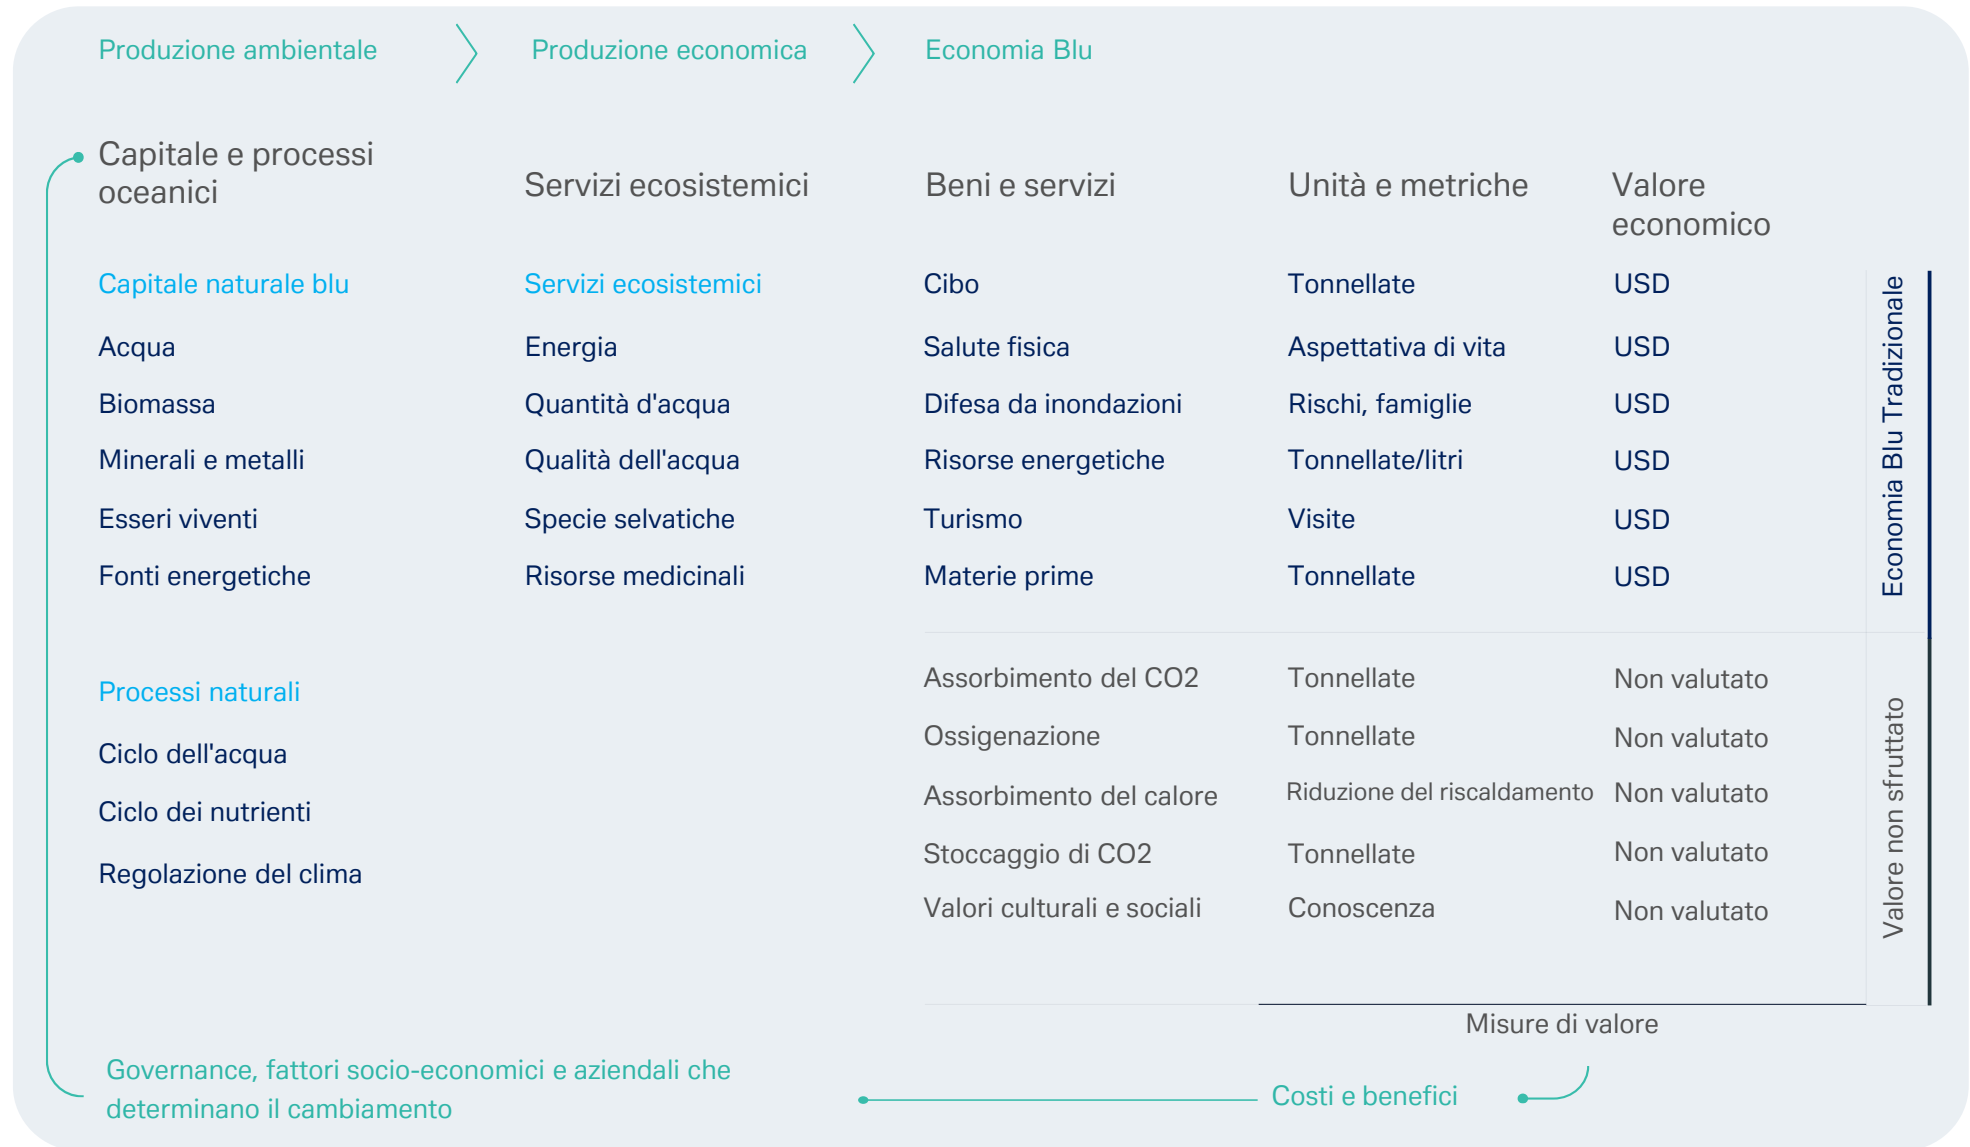 Produzione ambientale
Produzione economica
Economia Blu
Capitale e processi
oceanici
Servizi ecosistemici
Beni e servizi
Unità e metriche
Valore
economico
Capitale naturale blu
Servizi ecosistemici
Cibo
Tonnellate
USD
Acqua
Energia
Salute fisica
Aspettativa di vita
USD
Biomassa
Quantità d'acqua
Difesa da inondazioni
Rischi, famiglie
USD
Minerali e metalli
Qualità dell'acqua
Risorse energetiche
Tonnellate/litri
USD
Esseri viventi
Specie selvatiche
Turismo
Visite
USD
Fonti energetiche
Risorse medicinali
Materie prime
Tonnellate
USD
Economia Blu Tradizionale
Processi naturali
Ciclo dell'acqua
Ciclo dei nutrienti
Regolazione del clima
Assorbimento del CO2
Tonnellate
Non valutato
Ossigenazione
Tonnellate
Non valutato
Assorbimento del calore
Riduzione del riscaldamento
Non valutato
Stoccaggio di CO2
Tonnellate
Non valutato
Valori culturali e sociali
Conoscenza
Non valutato
Valore non sfruttato
Misure di valore
Governance, fattori socio-economici e aziendali che
determinano il cambiamento
Costi e benefici